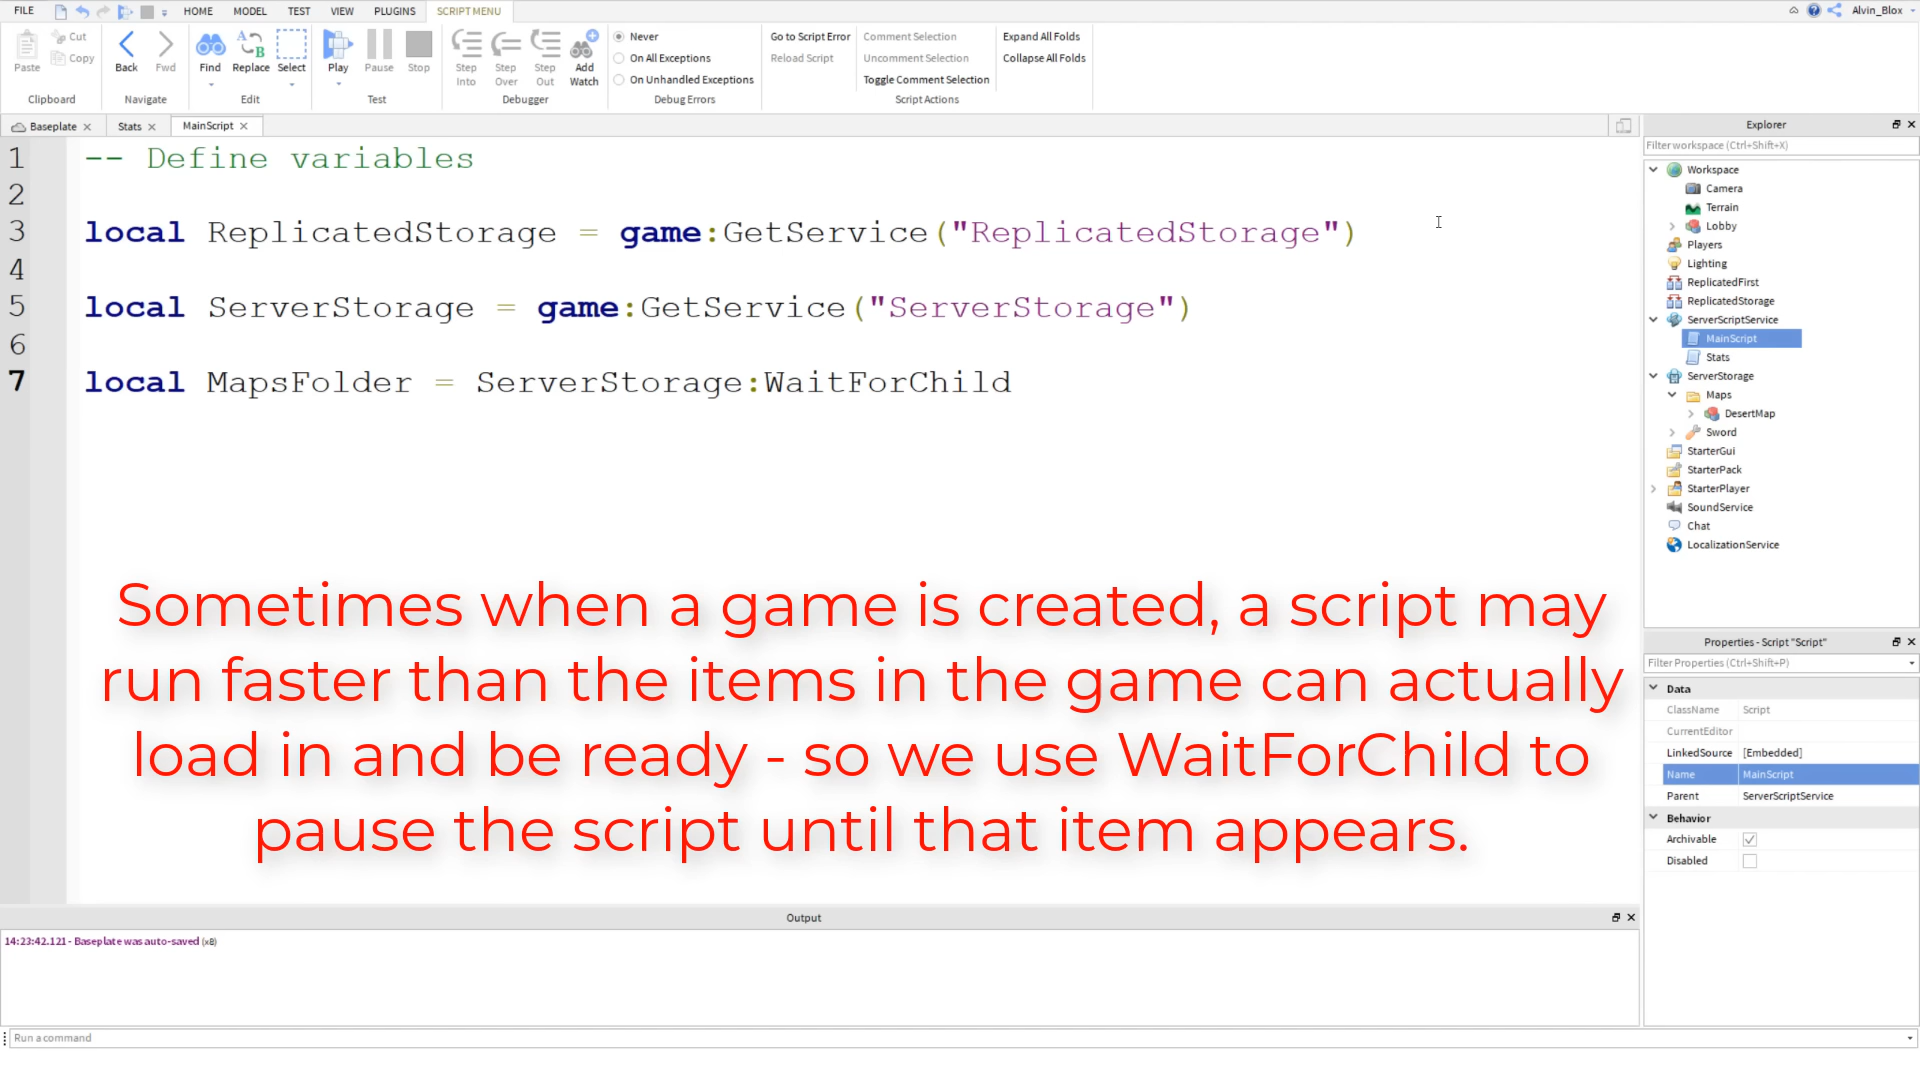 FILE
HOME
MODEL
TEST
VIEW
PLUGINS
SCRIPT MENU
Alvin_Blox
Paste
Cut
Copy
Clipboard
Back
Fwd
Navigate
Find
Replace
Select
Edit
Play
Pause
Stop
Test
Step Into
Step Over
Step Out
Add Watch
Debugger
Never
On All Exceptions
On Unhandled Exceptions
Debug Errors
Go to Script Error
Reload Script
Comment Selection
Uncomment Selection
Toggle Comment Selection
Script Actions
Expand All Folds
Collapse All Folds
Baseplate
Stats
MainScript
1 -- Define variables
2
3 local ReplicatedStorage = game:GetService("ReplicatedStorage")
4
5 local ServerStorage = game:GetService("ServerStorage")
6
7 local MapsFolder = ServerStorage:WaitForChild
Sometimes when a game is created, a script may
run faster than the items in the game can actually
load in and be ready - so we use WaitForChild to
pause the script until that item appears.
Explorer
Filter workspace (Ctrl+Shift+X)
Workspace
Camera
Terrain
Lobby
Players
Lighting
ReplicatedFirst
ReplicatedStorage
ServerScriptService
MainScript
Stats
ServerStorage
Maps
DesertMap
Sword
StarterGui
StarterPack
StarterPlayer
SoundService
Chat
LocalizationService
Properties - Script "Script"
Filter Properties (Ctrl+Shift+P)
Data
ClassName Script
CurrentEditor
LinkedSource [Embedded]
Name MainScript
Parent ServerScriptService
Behavior
Archivable
Disabled
Output
14:23:42.121 - Baseplate was auto-saved (x8)
Run a command